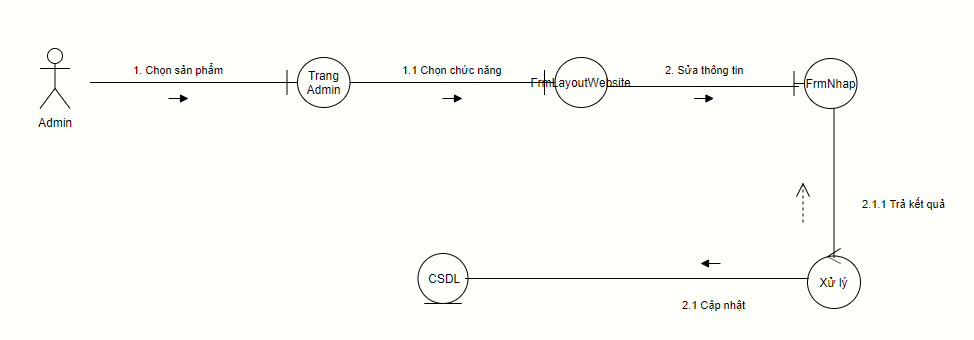 1. Chọn sản phẩm
1.1 Chọn chức năng
2. Sửa thông tin
Trang
Admin
FrmLayoutWebsite
FrmNhap
Admin
2.1.1 Trả kết quả
CSDL
Xử lý
2.1 Cập nhật